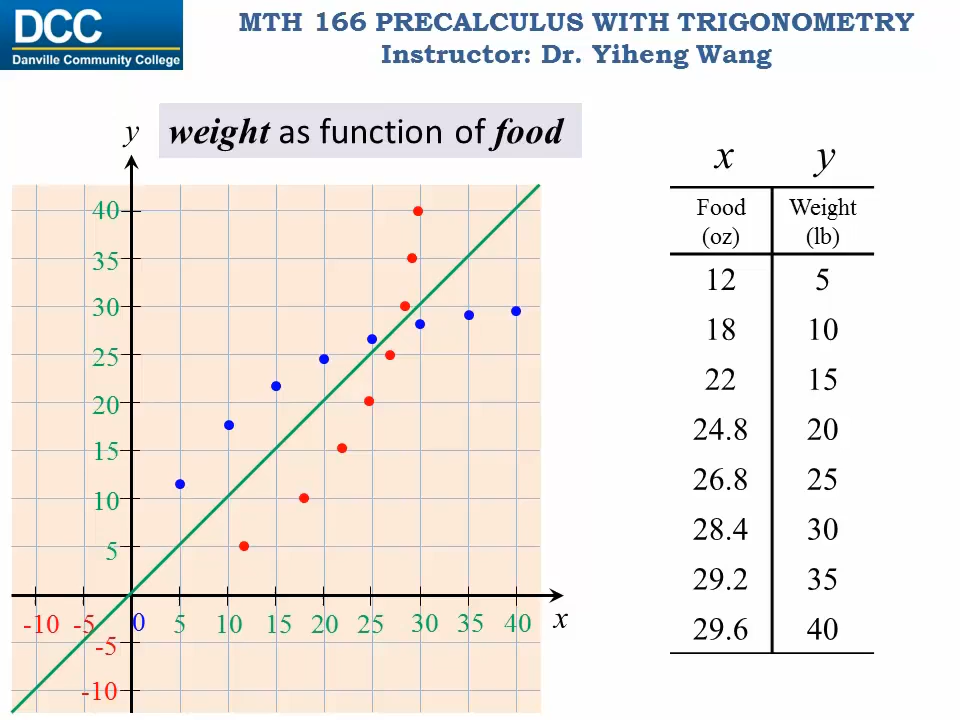 DCC
Danville Community College
MTH 166 PRECALCULUS WITH TRIGONOMETRY
Instructor: Dr. Yiheng Wang
weight as function of food
y
40
35
30
25
20
15
10
5
-5
-10
-10 -5 0 5 10 15 20 25 30 35 40 x
x y
Food (oz) Weight (lb)
12 5
18 10
22 15
24.8 20
26.8 25
28.4 30
29.2 35
29.6 40